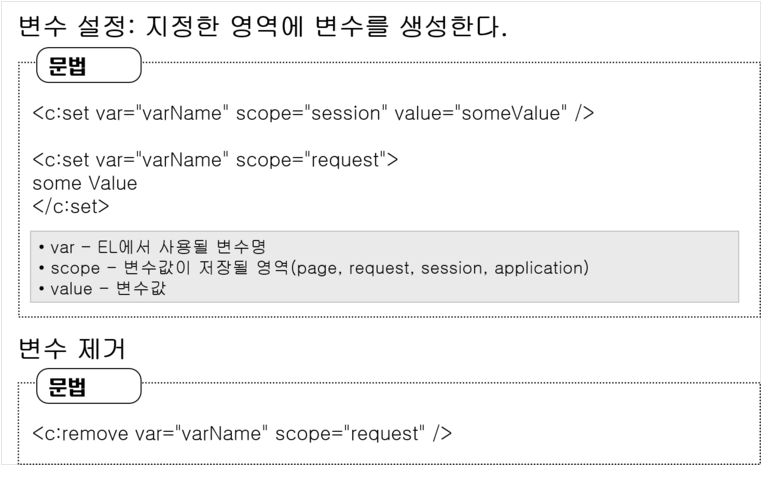 변수 설정: 지정한 영역에 변수를 생성한다.
문법
<c:set var="varName" scope="session" value="someValue" />
<c:set var="varName" scope="request">
some Value
</c:set>
• var – EL에서 사용될 변수명
• scope – 변수값이 저장될 영역(page, request, session, application)
• value – 변수값
변수 제거
문법
<c:remove var="varName" scope="request" />